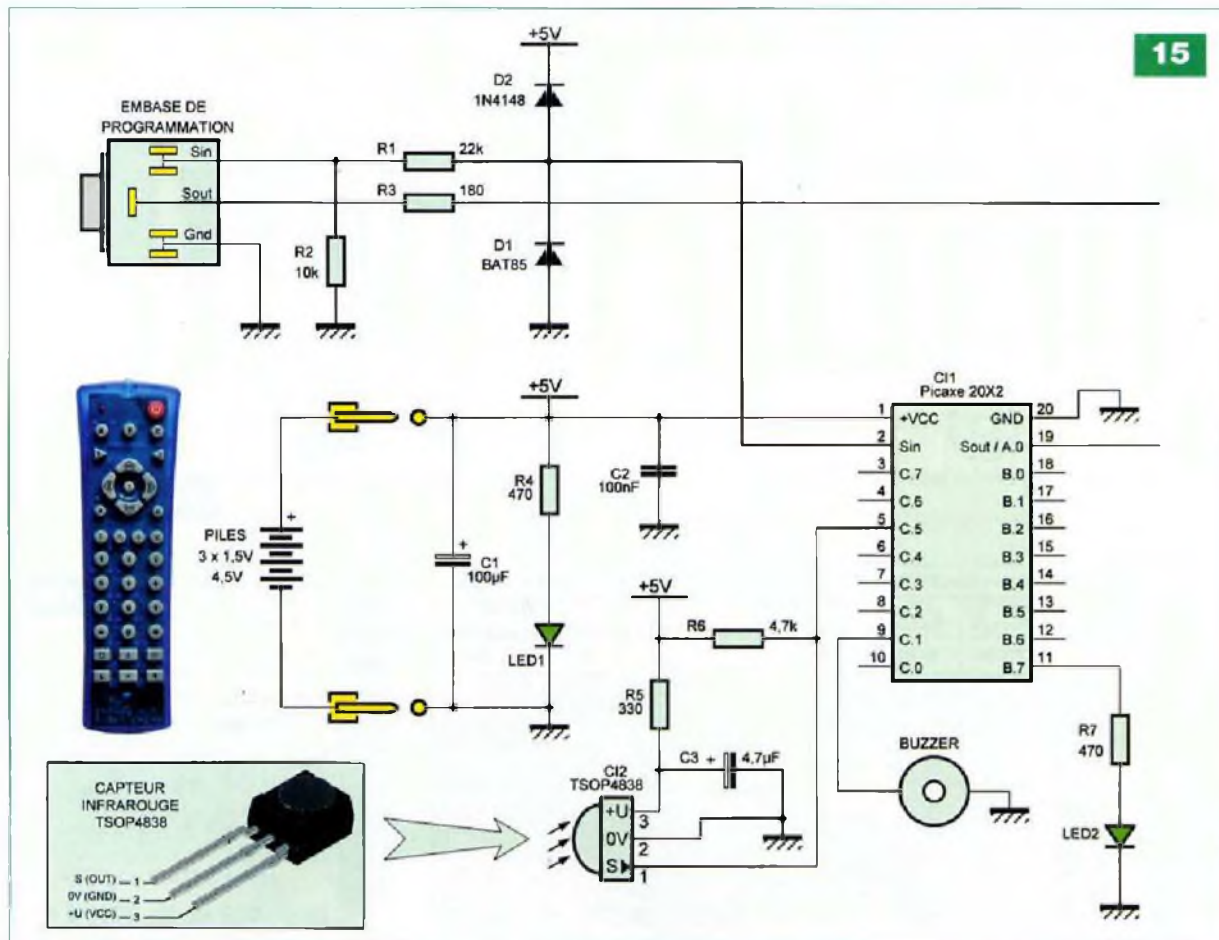 15
+5V
D2
1N4148
EMBASE DE
PROGRAMMATION
Sin
R1
22k
Sout
R3
180
Gnd
R2
10k
D1
BAT85
+5V
CI1
Picaxe 20X2
1
+VCC
GND
20
2
Sin
Sout / A.0
19
3
C.7
B.0
18
4
C.6
B.1
17
5
C.5
B.2
16
6
C.4
B.3
15
7
C.3
B.4
14
8
C.2
B.5
13
9
C.1
B.6
12
10
C.0
B.7
11
R4
470
C2
100nF
+
PILES
3 x 1,5V
4,5V
+
C1
100µF
LED1
+5V
R6
4,7k
R5
330
C3
+
4,7µF
CI2
TSOP4838
+U
3
0V
2
S
1
BUZZER
R7
470
LED2
CAPTEUR
INFRAROUGE
TSOP4838
S (OUT) 1
0V (GND) 2
+U (VCC) 3